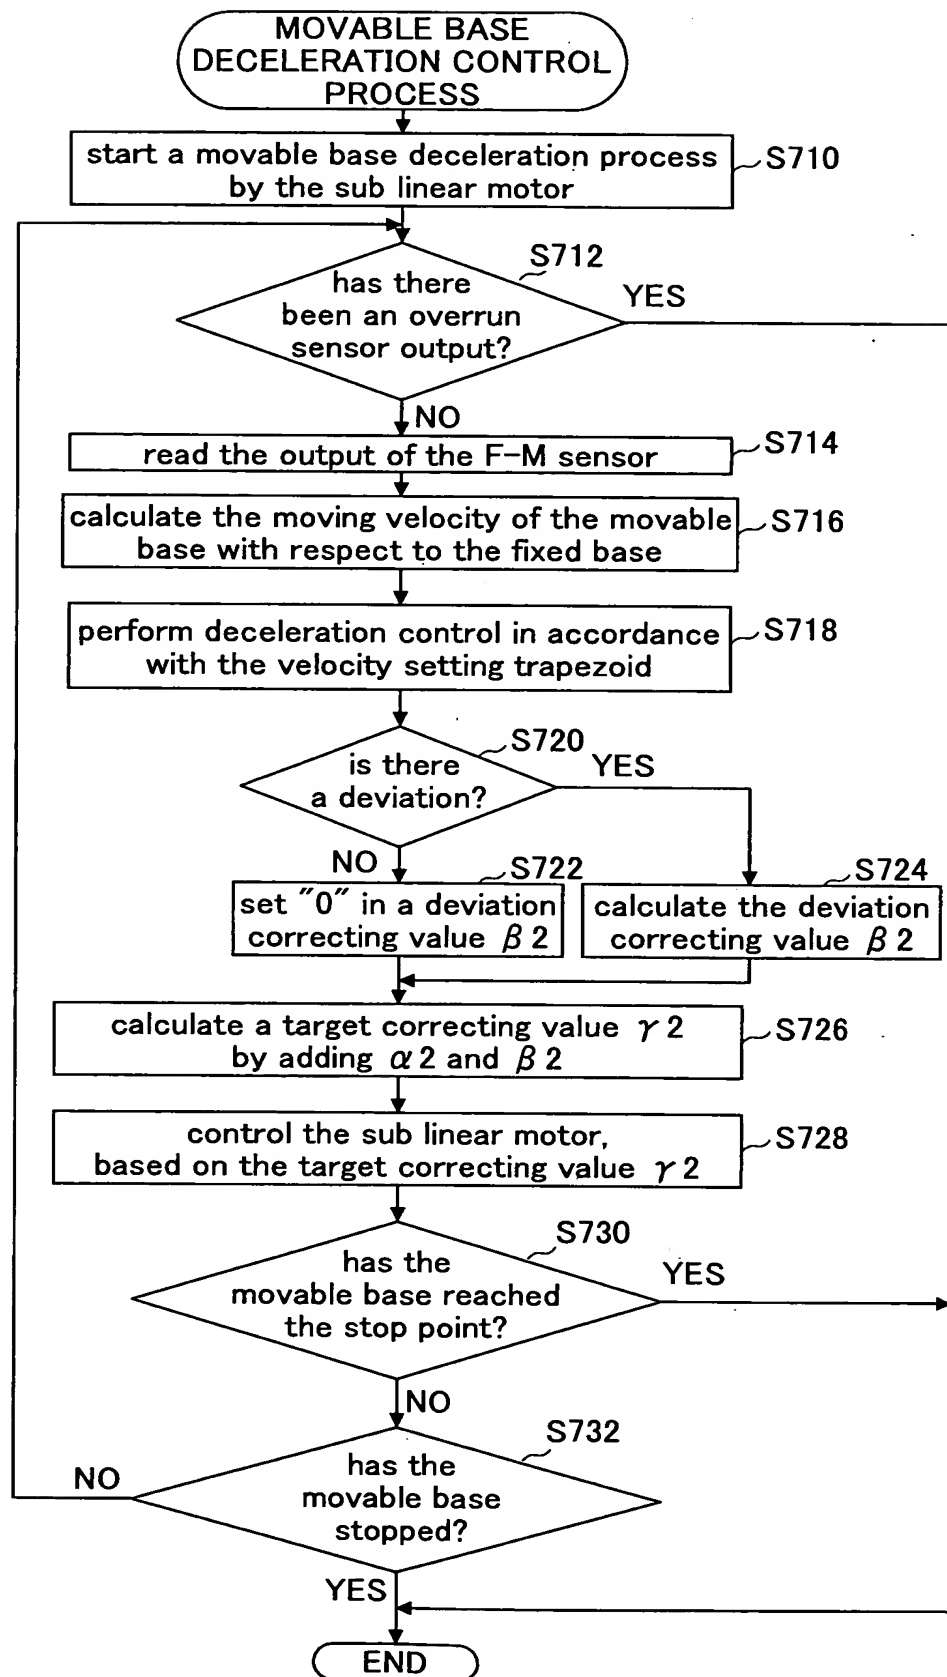 MOVABLE BASE
DECELERATION CONTROL
PROCESS
start a movable base deceleration process
by the sub linear motor
S710
S712
has there
been an overrun
sensor output?
YES
NO
read the output of the F-M sensor
S714
calculate the moving velocity of the movable
base with respect to the fixed base
S716
perform deceleration control in accordance
with the velocity setting trapezoid
S718
S720
is there
a deviation?
YES
NO
S722
set "0" in a deviation
correcting value β2
S724
calculate the deviation
correcting value β2
calculate a target correcting value γ2
by adding α2 and β2
S726
control the sub linear motor,
based on the target correcting value γ2
S728
S730
has the
movable base reached
the stop point?
YES
NO
S732
has the
movable base
stopped?
NO
YES
END